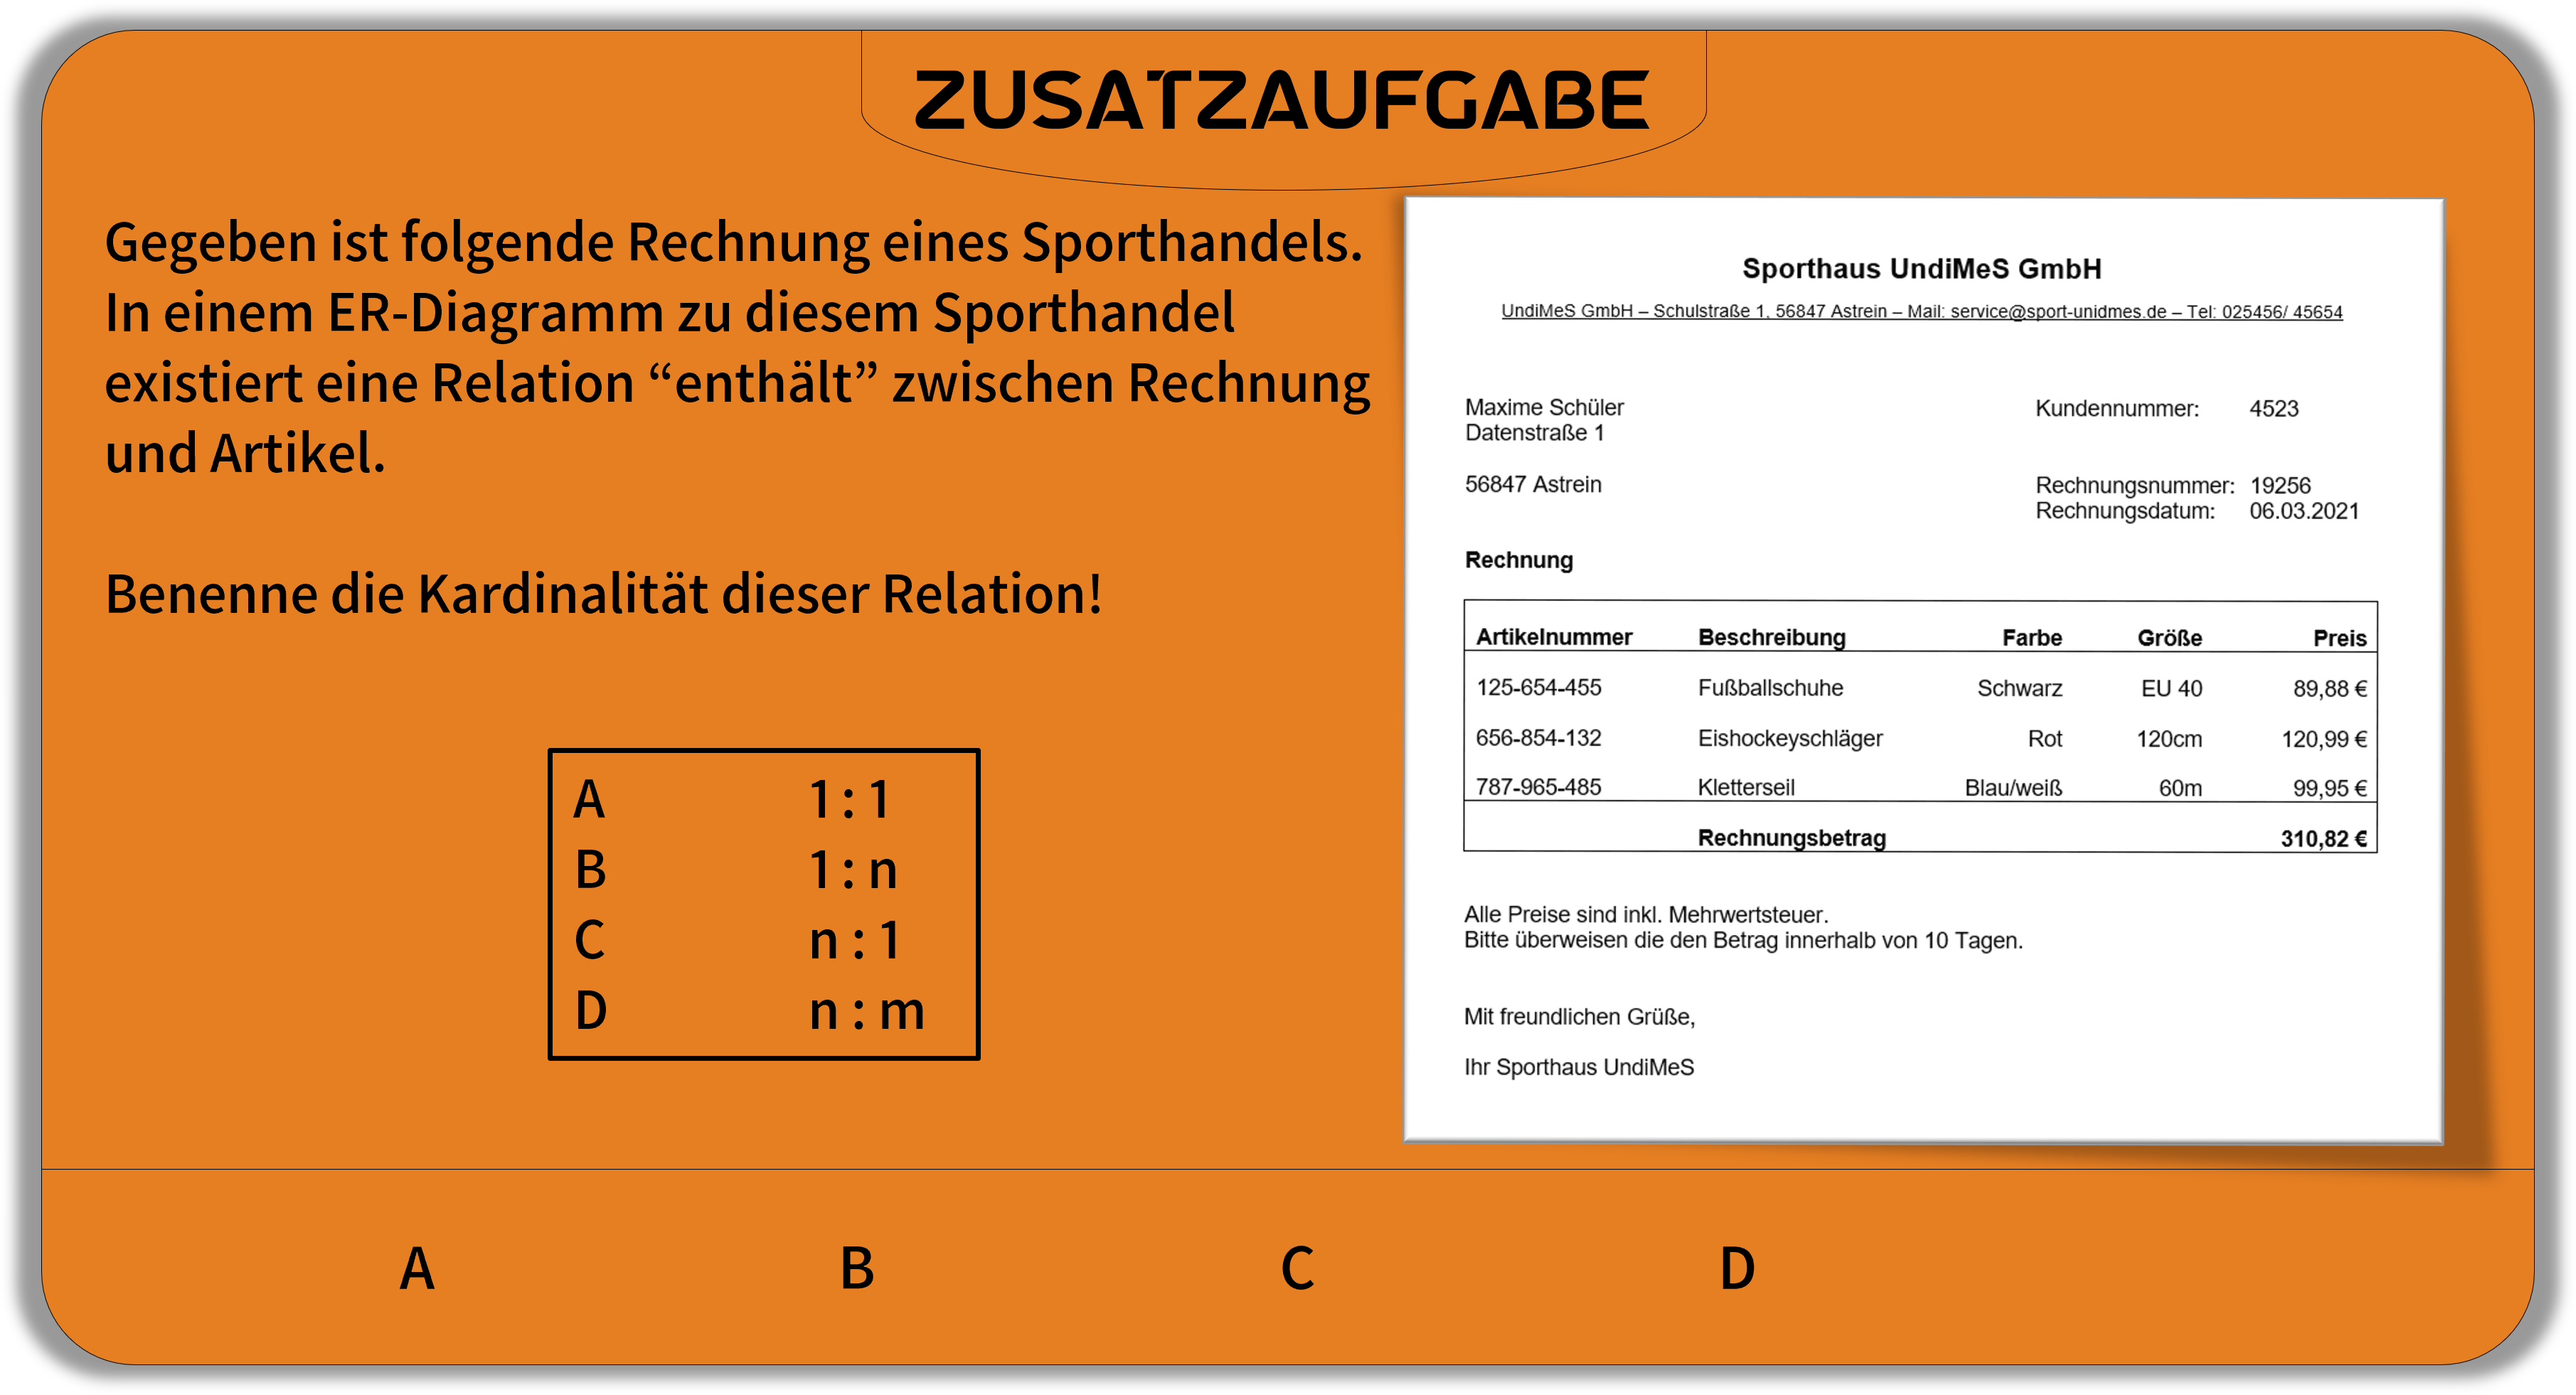 ZUSATZAUFGABE
Gegeben ist folgende Rechnung eines Sporthandels.
In einem ER-Diagramm zu diesem Sporthandel
existiert eine Relation “enthält” zwischen Rechnung
und Artikel.
Benenne die Kardinalität dieser Relation!
A 1 : 1
B 1 : n
C n : 1
D n : m
Sporthaus UndiMeS GmbH
UndiMeS GmbH – Schulstraße 1, 56847 Astrein – Mail: service@sport-unidmes.de – Tel: 025456/ 45654
Maxime Schüler Kundennummer: 4523
Datenstraße 1
56847 Astrein Rechnungsnummer: 19256
Rechnungsdatum: 06.03.2021
Rechnung
Artikelnummer Beschreibung Farbe Größe Preis
125-654-455 Fußballschuhe Schwarz EU 40 89,88 €
656-854-132 Eishockeyschläger Rot 120cm 120,99 €
787-965-485 Kletterseil Blau/weiß 60m 99,95 €
Rechnungsbetrag 310,82 €
Alle Preise sind inkl. Mehrwertsteuer.
Bitte überweisen die den Betrag innerhalb von 10 Tagen.
Mit freundlichen Grüße,
Ihr Sporthaus UndiMeS
A B C D